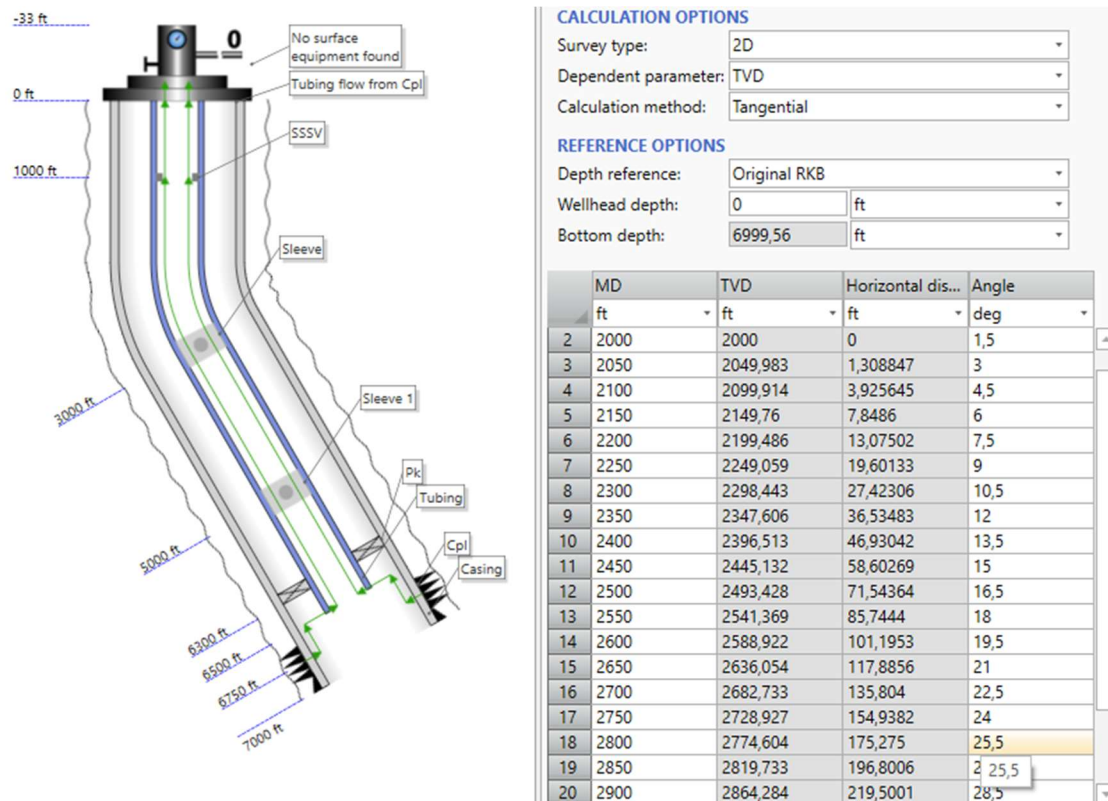 -33 ft
0
No surface
equipment found
Tubing flow from Cpl
0 ft
SSSV
1000 ft
Sleeve
3000 ft
Sleeve 1
Pk
Tubing
5000 ft
Cpl
Casing
6300 ft
6500 ft
6750 ft
7000 ft
CALCULATION OPTIONS
Survey type: 2D
Dependent parameter: TVD
Calculation method: Tangential
REFERENCE OPTIONS
Depth reference: Original RKB
Wellhead depth: 0 ft
Bottom depth: 6999,56 ft
MD TVD Horizontal dis... Angle
ft ft ft deg
2 2000 2000 0 1,5
3 2050 2049,983 1,308847 3
4 2100 2099,914 3,925645 4,5
5 2150 2149,76 7,8486 6
6 2200 2199,486 13,07502 7,5
7 2250 2249,059 19,60133 9
8 2300 2298,443 27,42306 10,5
9 2350 2347,606 36,53483 12
10 2400 2396,513 46,93042 13,5
11 2450 2445,132 58,60269 15
12 2500 2493,428 71,54364 16,5
13 2550 2541,369 85,7444 18
14 2600 2588,922 101,1953 19,5
15 2650 2636,054 117,8856 21
16 2700 2682,733 135,804 22,5
17 2750 2728,927 154,9382 24
18 2800 2774,604 175,275 25,5
19 2850 2819,733 196,8006
25,5
20 2900 2864,284 219,5001 28,5